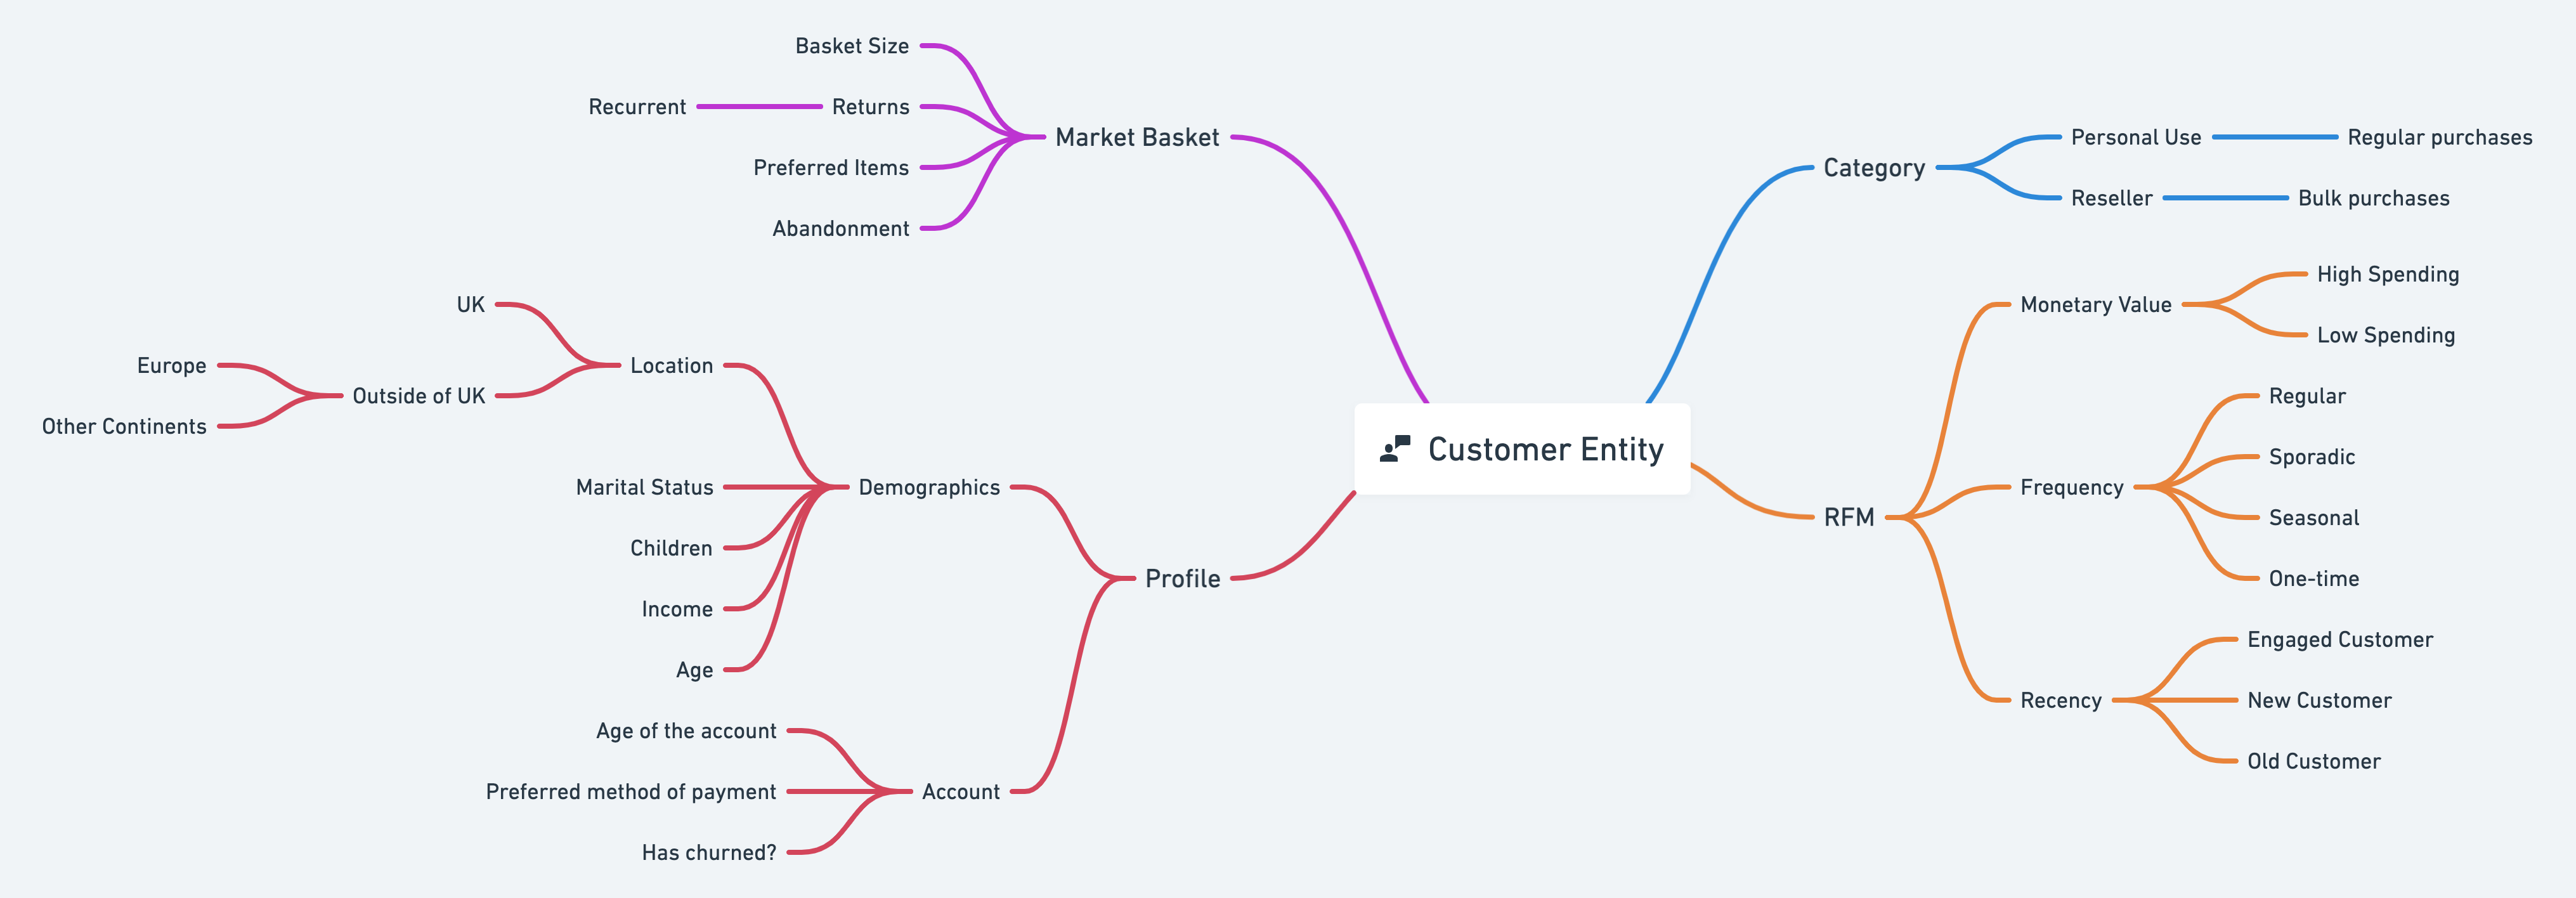 Customer Entity
Market Basket
Basket Size
Returns
Recurrent
Preferred Items
Abandonment
Profile
Demographics
Location
UK
Outside of UK
Europe
Other Continents
Marital Status
Children
Income
Age
Account
Age of the account
Preferred method of payment
Has churned?
Category
Personal Use
Regular purchases
Reseller
Bulk purchases
RFM
Monetary Value
High Spending
Low Spending
Frequency
Regular
Sporadic
Seasonal
One-time
Recency
Engaged Customer
New Customer
Old Customer